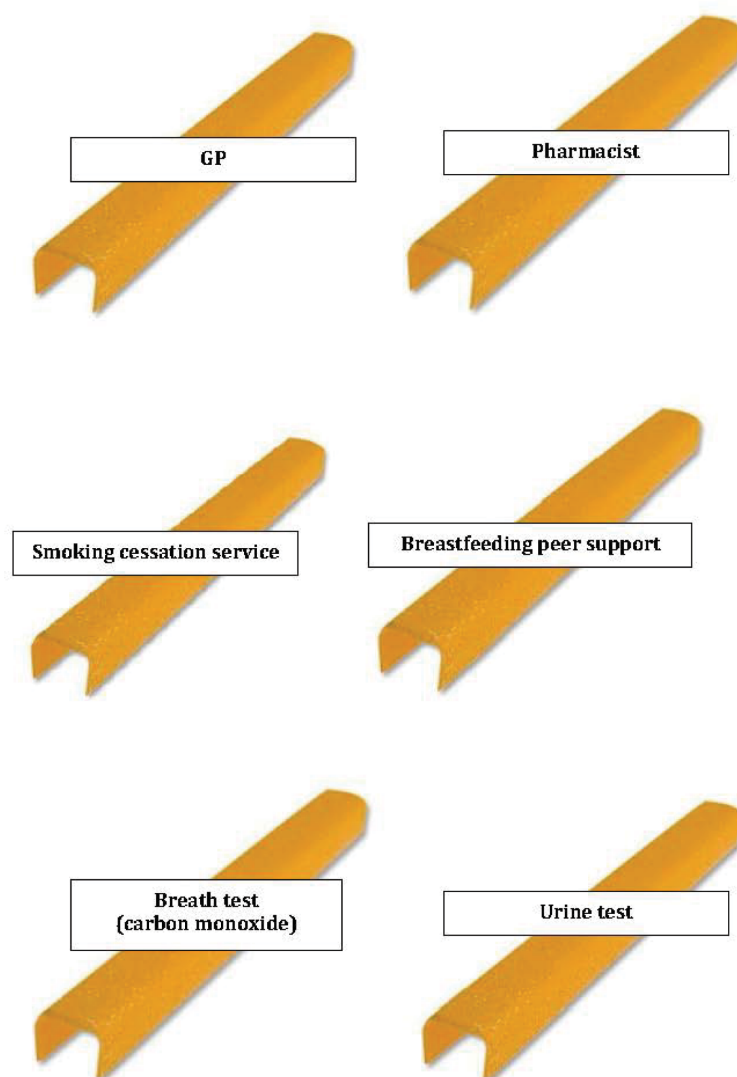 GP
Pharmacist
Smoking cessation service
Breastfeeding peer support
Breath test
(carbon monoxide)
Urine test